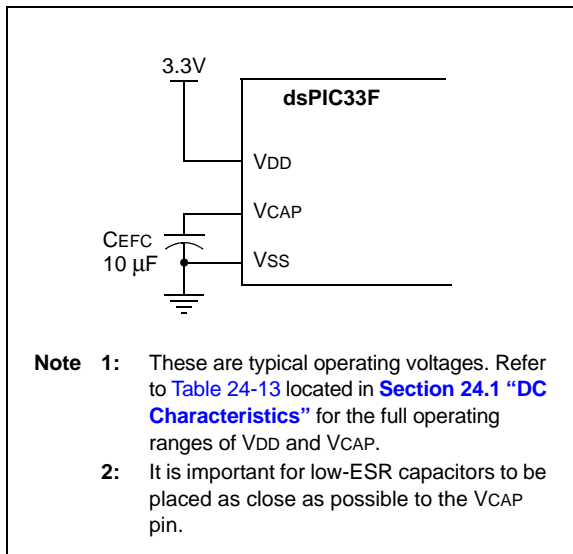 3.3V
dsPIC33F
VDD
VCAP
CEFC
10 μF
VSS
Note 1: These are typical operating voltages. Refer
to Table 24-13 located in Section 24.1 “DC
Characteristics” for the full operating
ranges of VDD and VCAP.
2: It is important for low-ESR capacitors to be
placed as close as possible to the VCAP
pin.